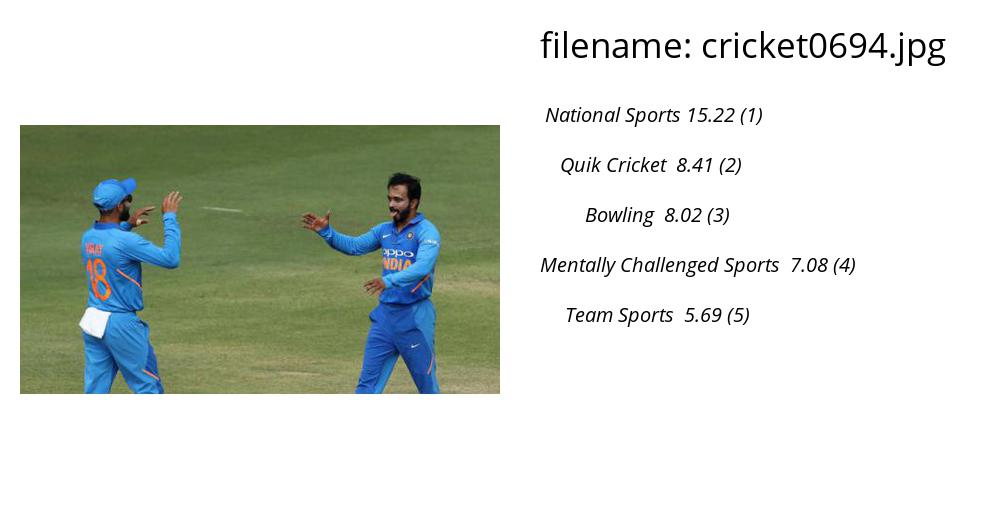 filename: cricket0694.jpg
National Sports 15.22 (1)
Quik Cricket 8.41 (2)
Bowling 8.02 (3)
Mentally Challenged Sports 7.08 (4)
Team Sports 5.69 (5)
18
oppo
INDIA